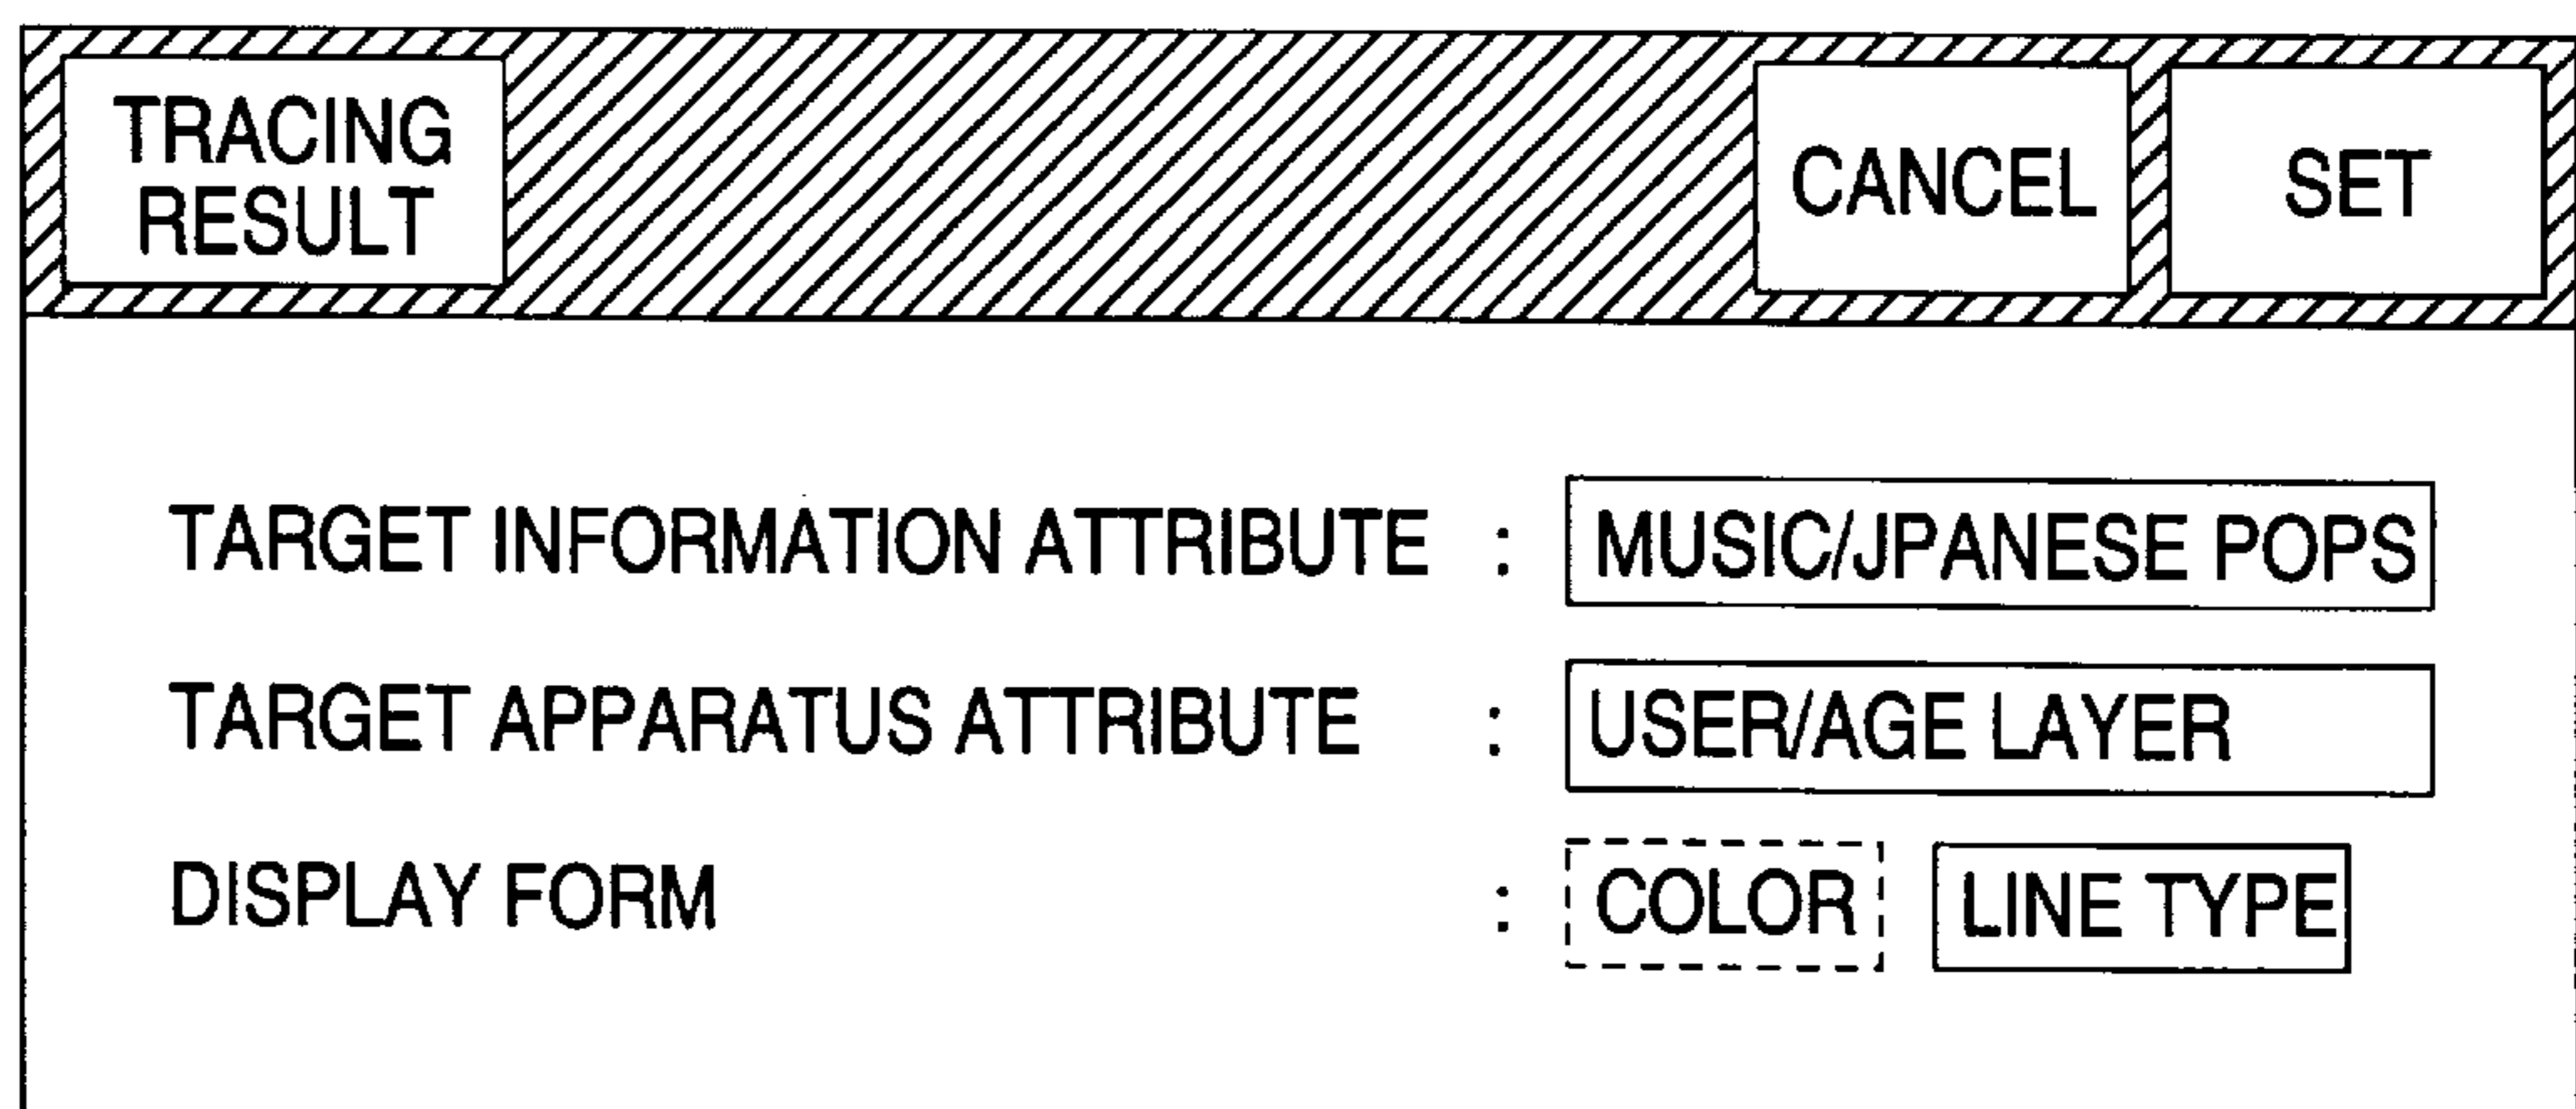 TRACING
RESULT
CANCEL
SET
TARGET INFORMATION ATTRIBUTE : MUSIC/JPANESE POPS
TARGET APPARATUS ATTRIBUTE : USER/AGE LAYER
DISPLAY FORM : COLOR LINE TYPE